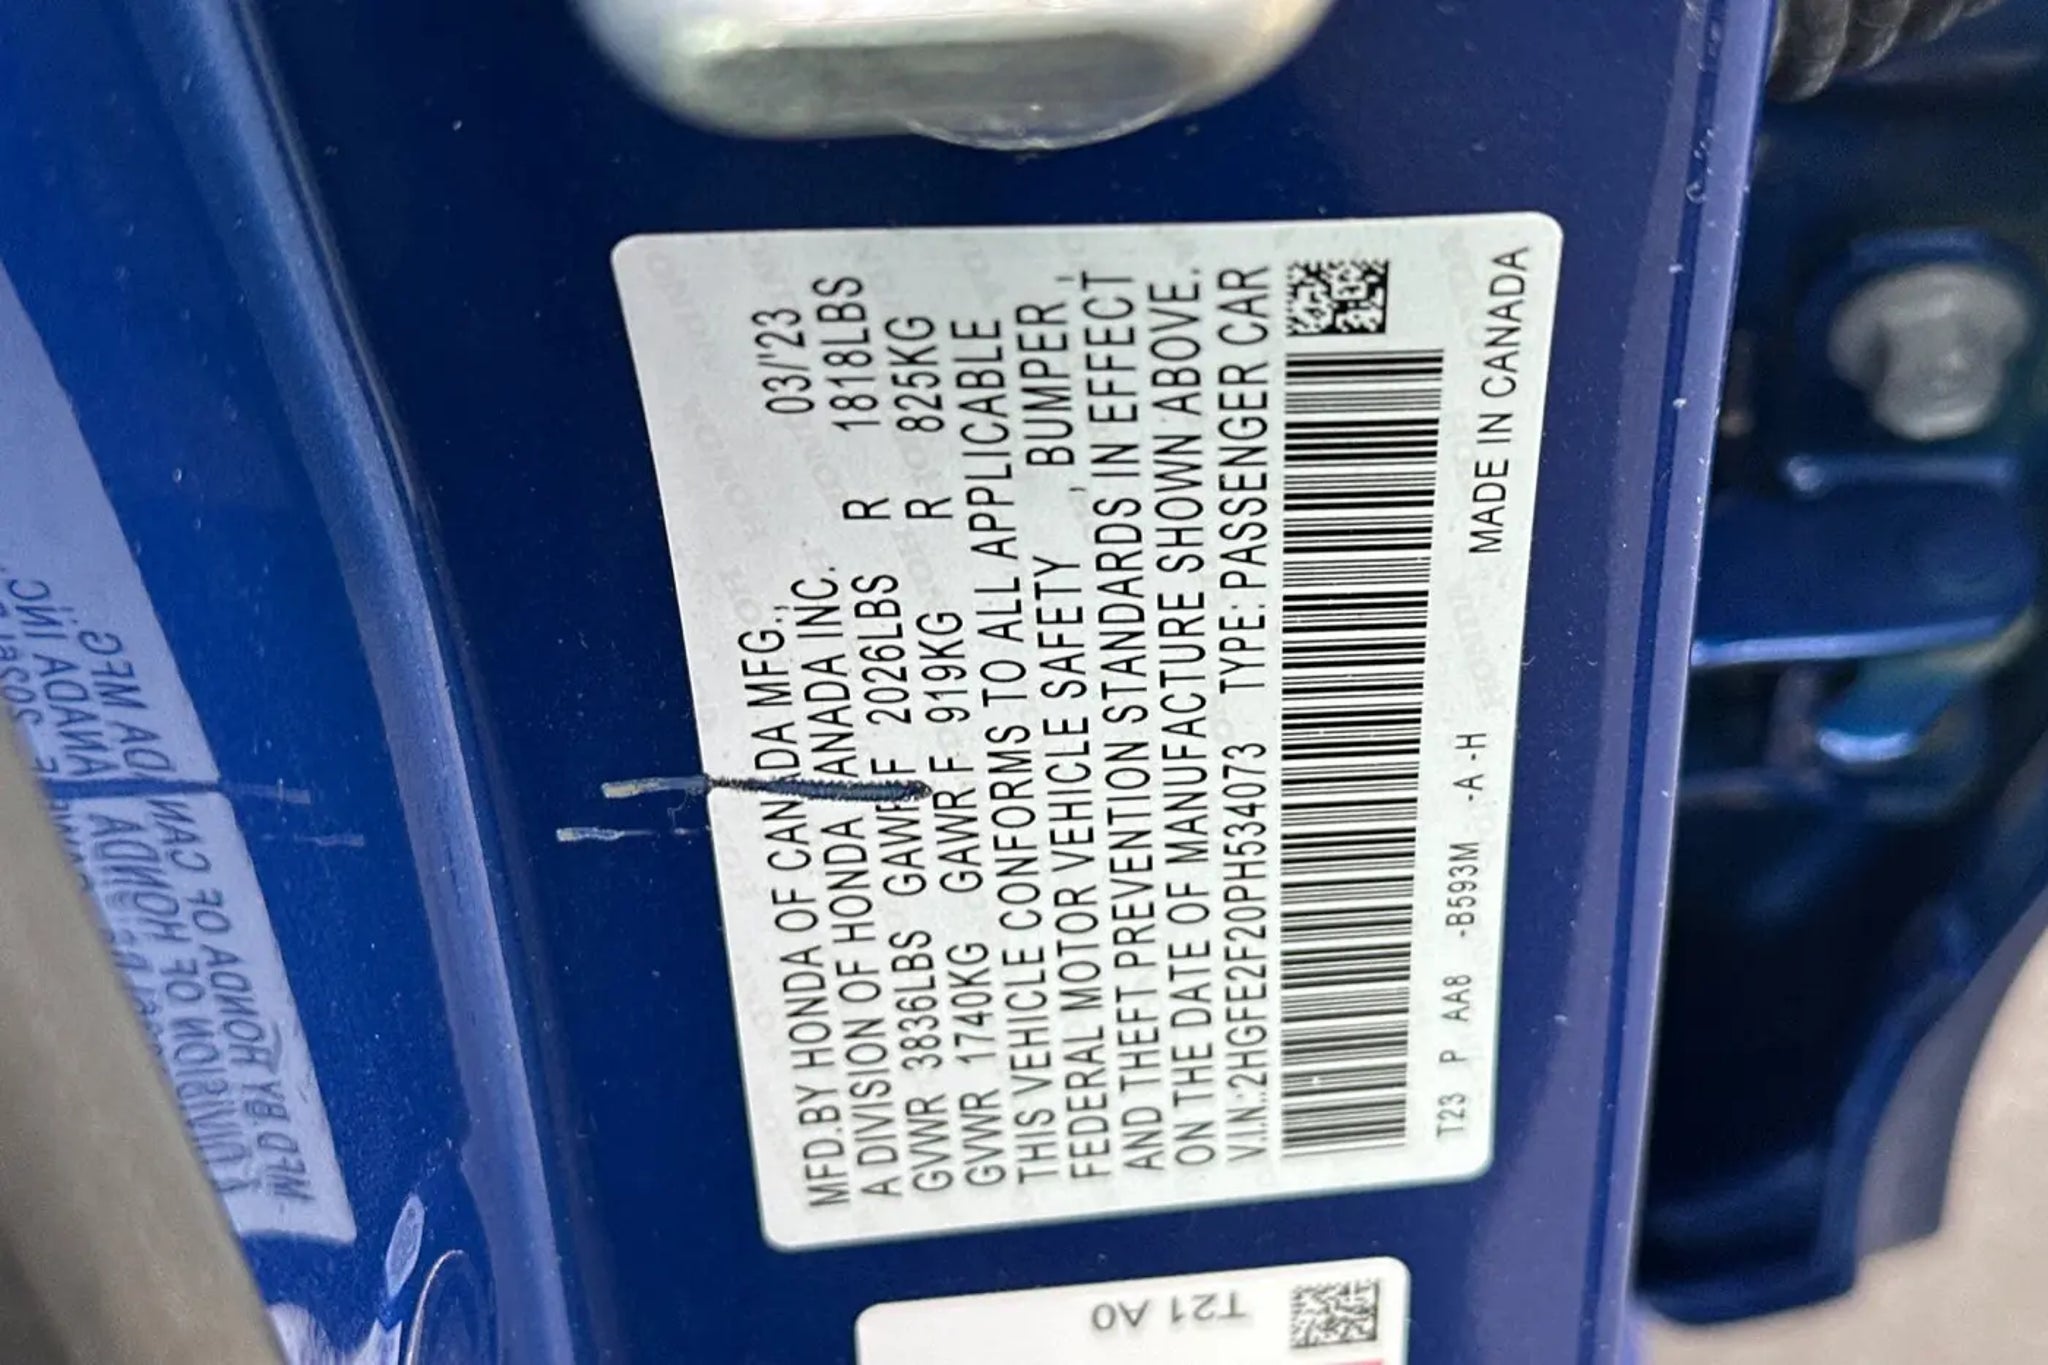 MFD.BY HONDA OF CANADA MFG., 03/'23
A DIVISION OF HONDA CANADA INC.
GVWR 3836LBS GAWR F 2026LBS R 1818LBS
GVWR 1740KG GAWR F 919KG R 825KG
THIS VEHICLE CONFORMS TO ALL APPLICABLE
FEDERAL MOTOR VEHICLE SAFETY , BUMPER ,
AND THEFT PREVENTION STANDARDS, IN EFFECT
ON THE DATE OF MANUFACTURE SHOWN ABOVE.
V.I.N.:2HGFE2F20PH534073 TYPE: PASSENGER CAR
T23 P AA8 -B593M -A -H MADE IN CANADA
T21 A0